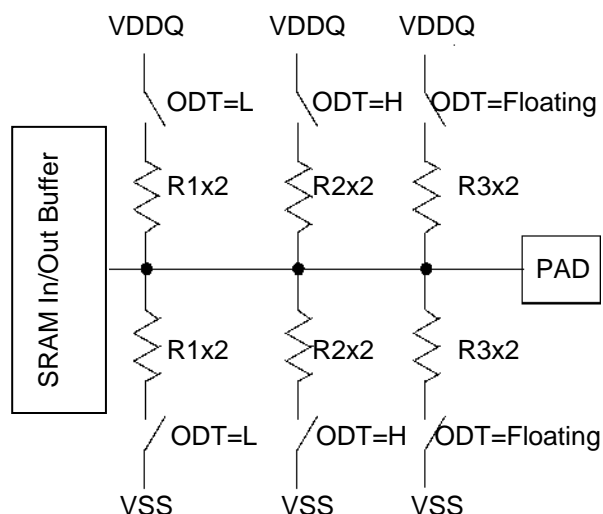 VDDQ VDDQ VDDQ
ODT=L ODT=H ODT=Floating
R1x2 R2x2 R3x2
SRAM In/Out Buffer
PAD
R1x2 R2x2 R3x2
ODT=L ODT=H ODT=Floating
VSS VSS VSS